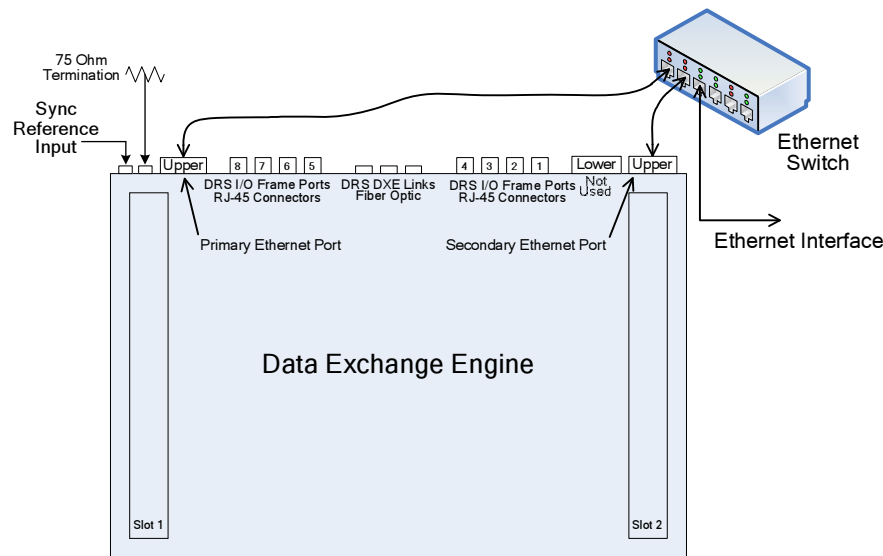 75 Ohm
Termination
Sync
Reference
Input
Ethernet
Switch
Upper
8 7 6 5
4 3 2 1
Lower
Upper
DRS I/O Frame Ports
RJ-45 Connectors
DRS DXE Links
Fiber Optic
DRS I/O Frame Ports
RJ-45 Connectors
Not
Used
Primary Ethernet Port
Secondary Ethernet Port
Ethernet Interface
Data Exchange Engine
Slot 1
Slot 2